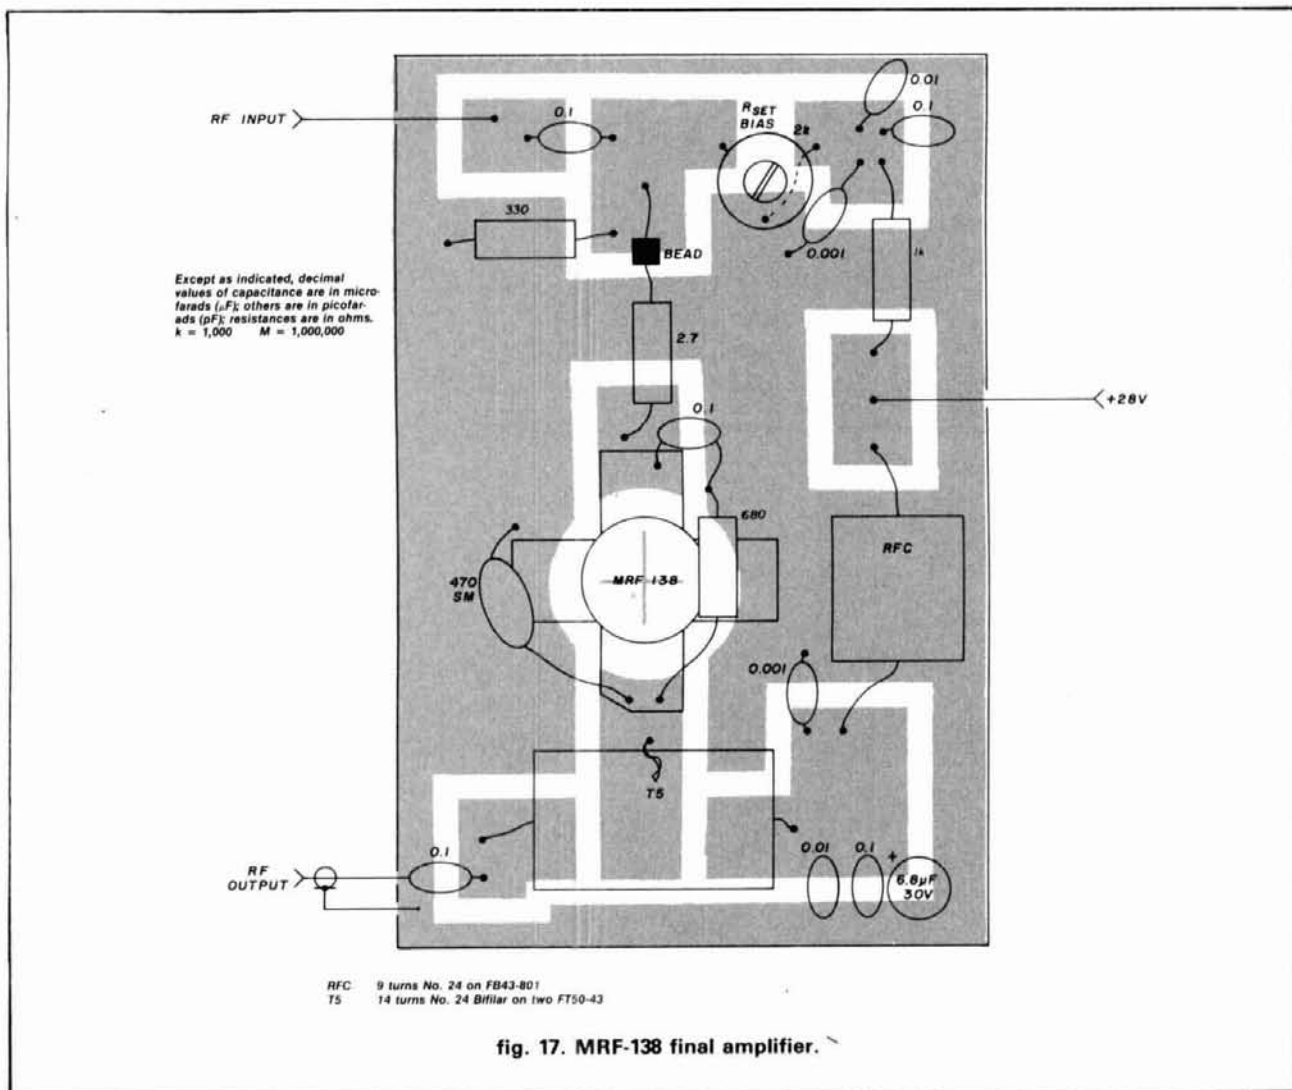 RF INPUT
0.1
0.01
0.1
RSET
BIAS
2k
330
BEAD
0.001
1k
Except as indicated, decimal
values of capacitance are in micro-
farads (μF); others are in picofar-
ads (pF); resistances are in ohms.
k = 1,000 M = 1,000,000
2.7
+28V
0.1
680
RFC
MRF 138
470
SM
0.001
T5
RF
OUTPUT
0.1
0.01
0.1
+
6.8μF
30V
RFC 9 turns No. 24 on FB43-801
T5 14 turns No. 24 Bifilar on two FT50-43
fig. 17. MRF-138 final amplifier.